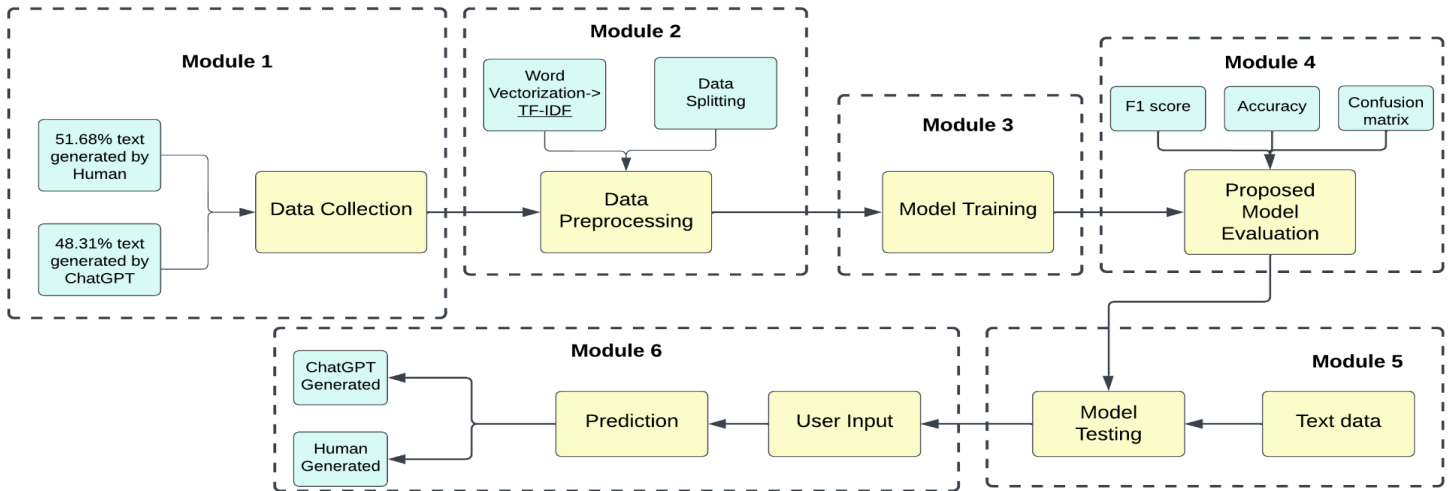 Module 1
51.68% text
generated by
Human
48.31% text
generated by
ChatGPT
Data Collection
Module 2
Word
Vectorization->
TF-IDF
Data
Splitting
Data
Preprocessing
Module 3
Model Training
Module 4
F1 score
Accuracy
Confusion
matrix
Proposed
Model
Evaluation
Module 5
Text data
Model
Testing
Module 6
User Input
Prediction
ChatGPT
Generated
Human
Generated